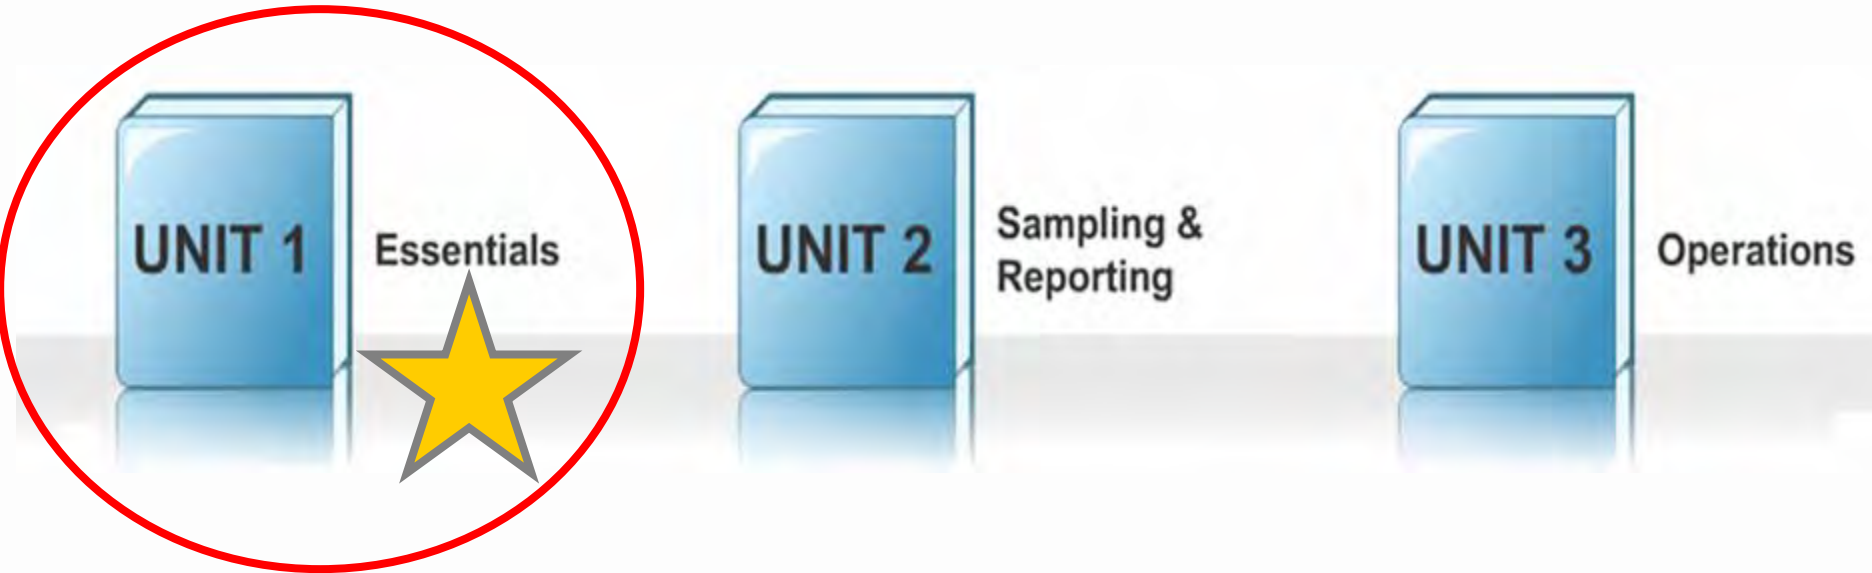 UNIT 1
Essentials
UNIT 2
Sampling &
Reporting
UNIT 3
Operations